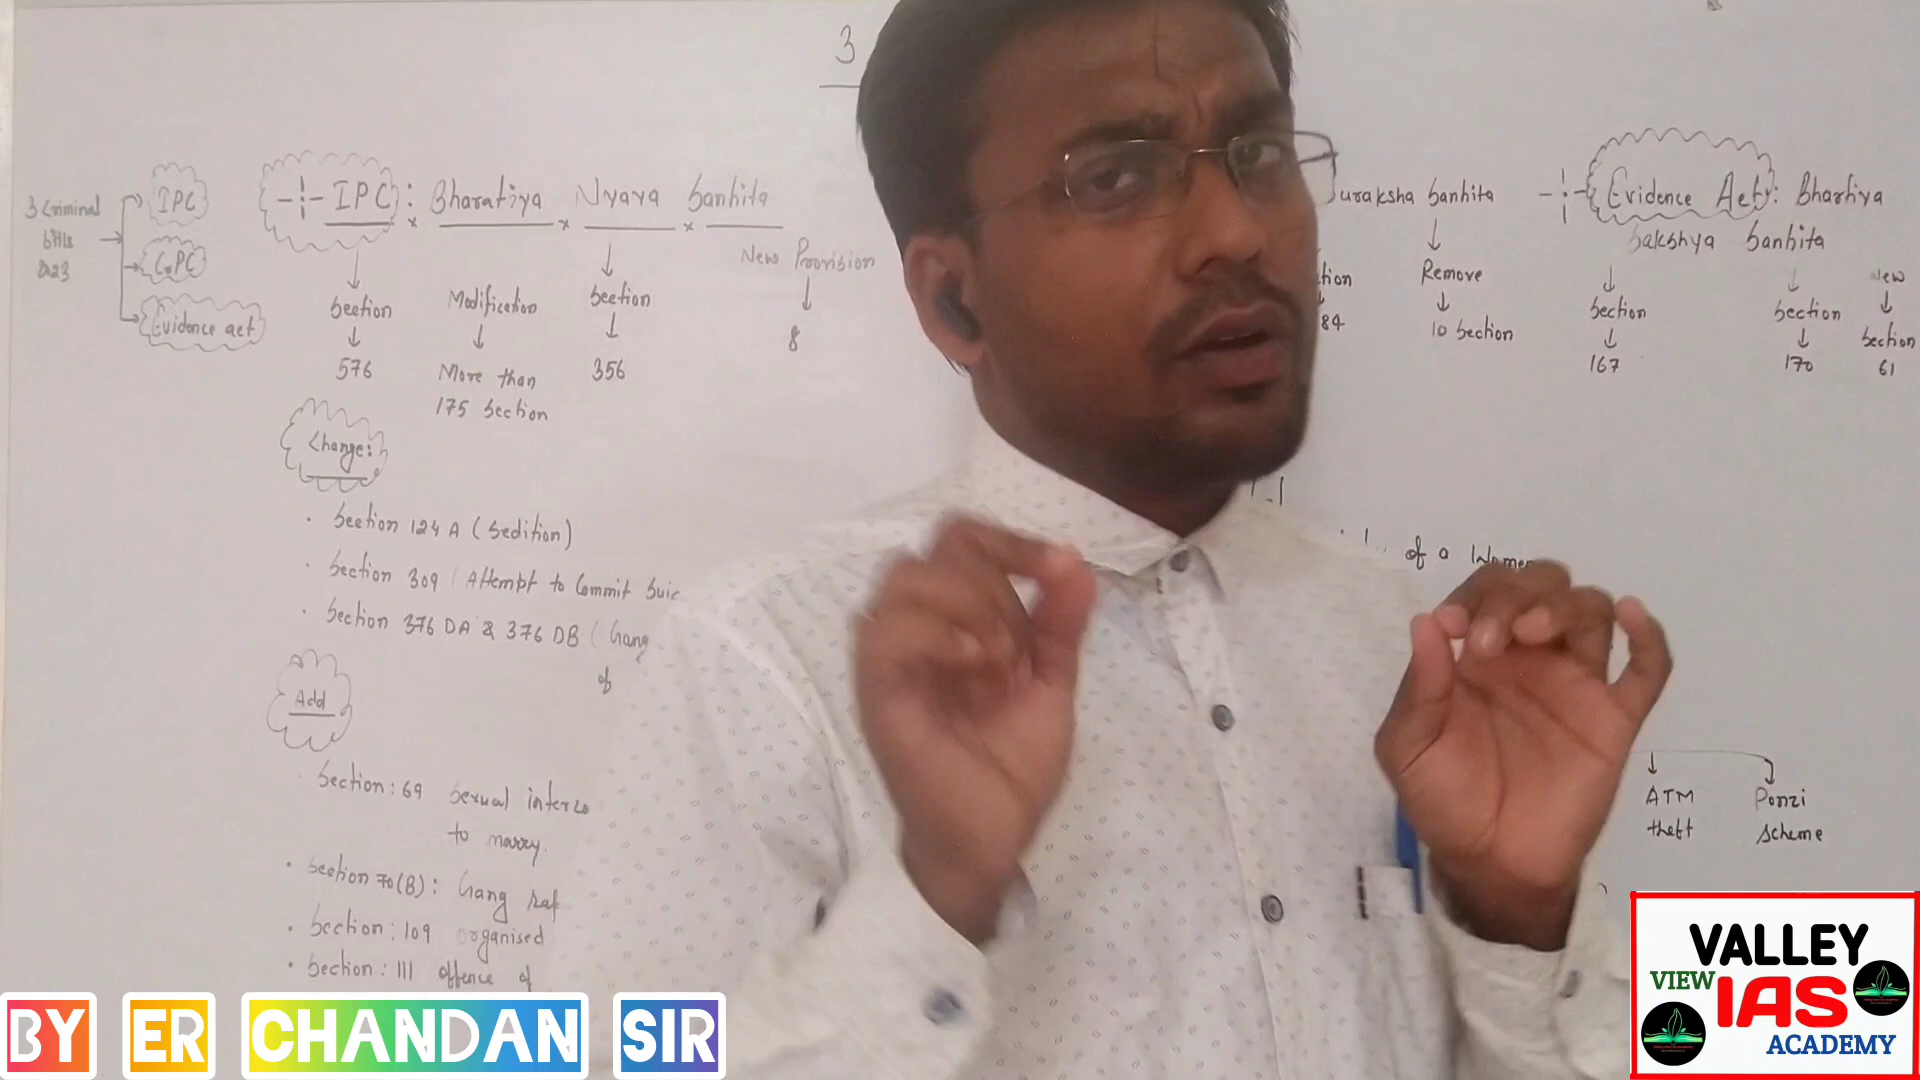 3
3 Criminal
bills
2023
IPC
CrPC
Evidence act
IPC : Bharatiya Nyaya Sanhita
Section
576
Modification
More than
175 Section
Section
356
New Provision
8
Suraksha Sanhita
tion
84
Remove
10 Section
Evidence Act : Bhartiya
Sakshya Sanhita
Section
167
Section
170
New
Section
61
Change :
• Section 124 A (Sedition)
• Section 309 ( Attempt to Commit Suic
• Section 376 DA & 376 DB ( Gang
of
Add
• Section : 69 Sexual interco
to marry.
• Section 70(B) : Gang rap
• Section : 109 organised
• Section : 111 offence of
of a Women
ATM
theft
Ponzi
Scheme
BY ER CHANDAN SIR
VALLEY
VIEW IAS
ACADEMY